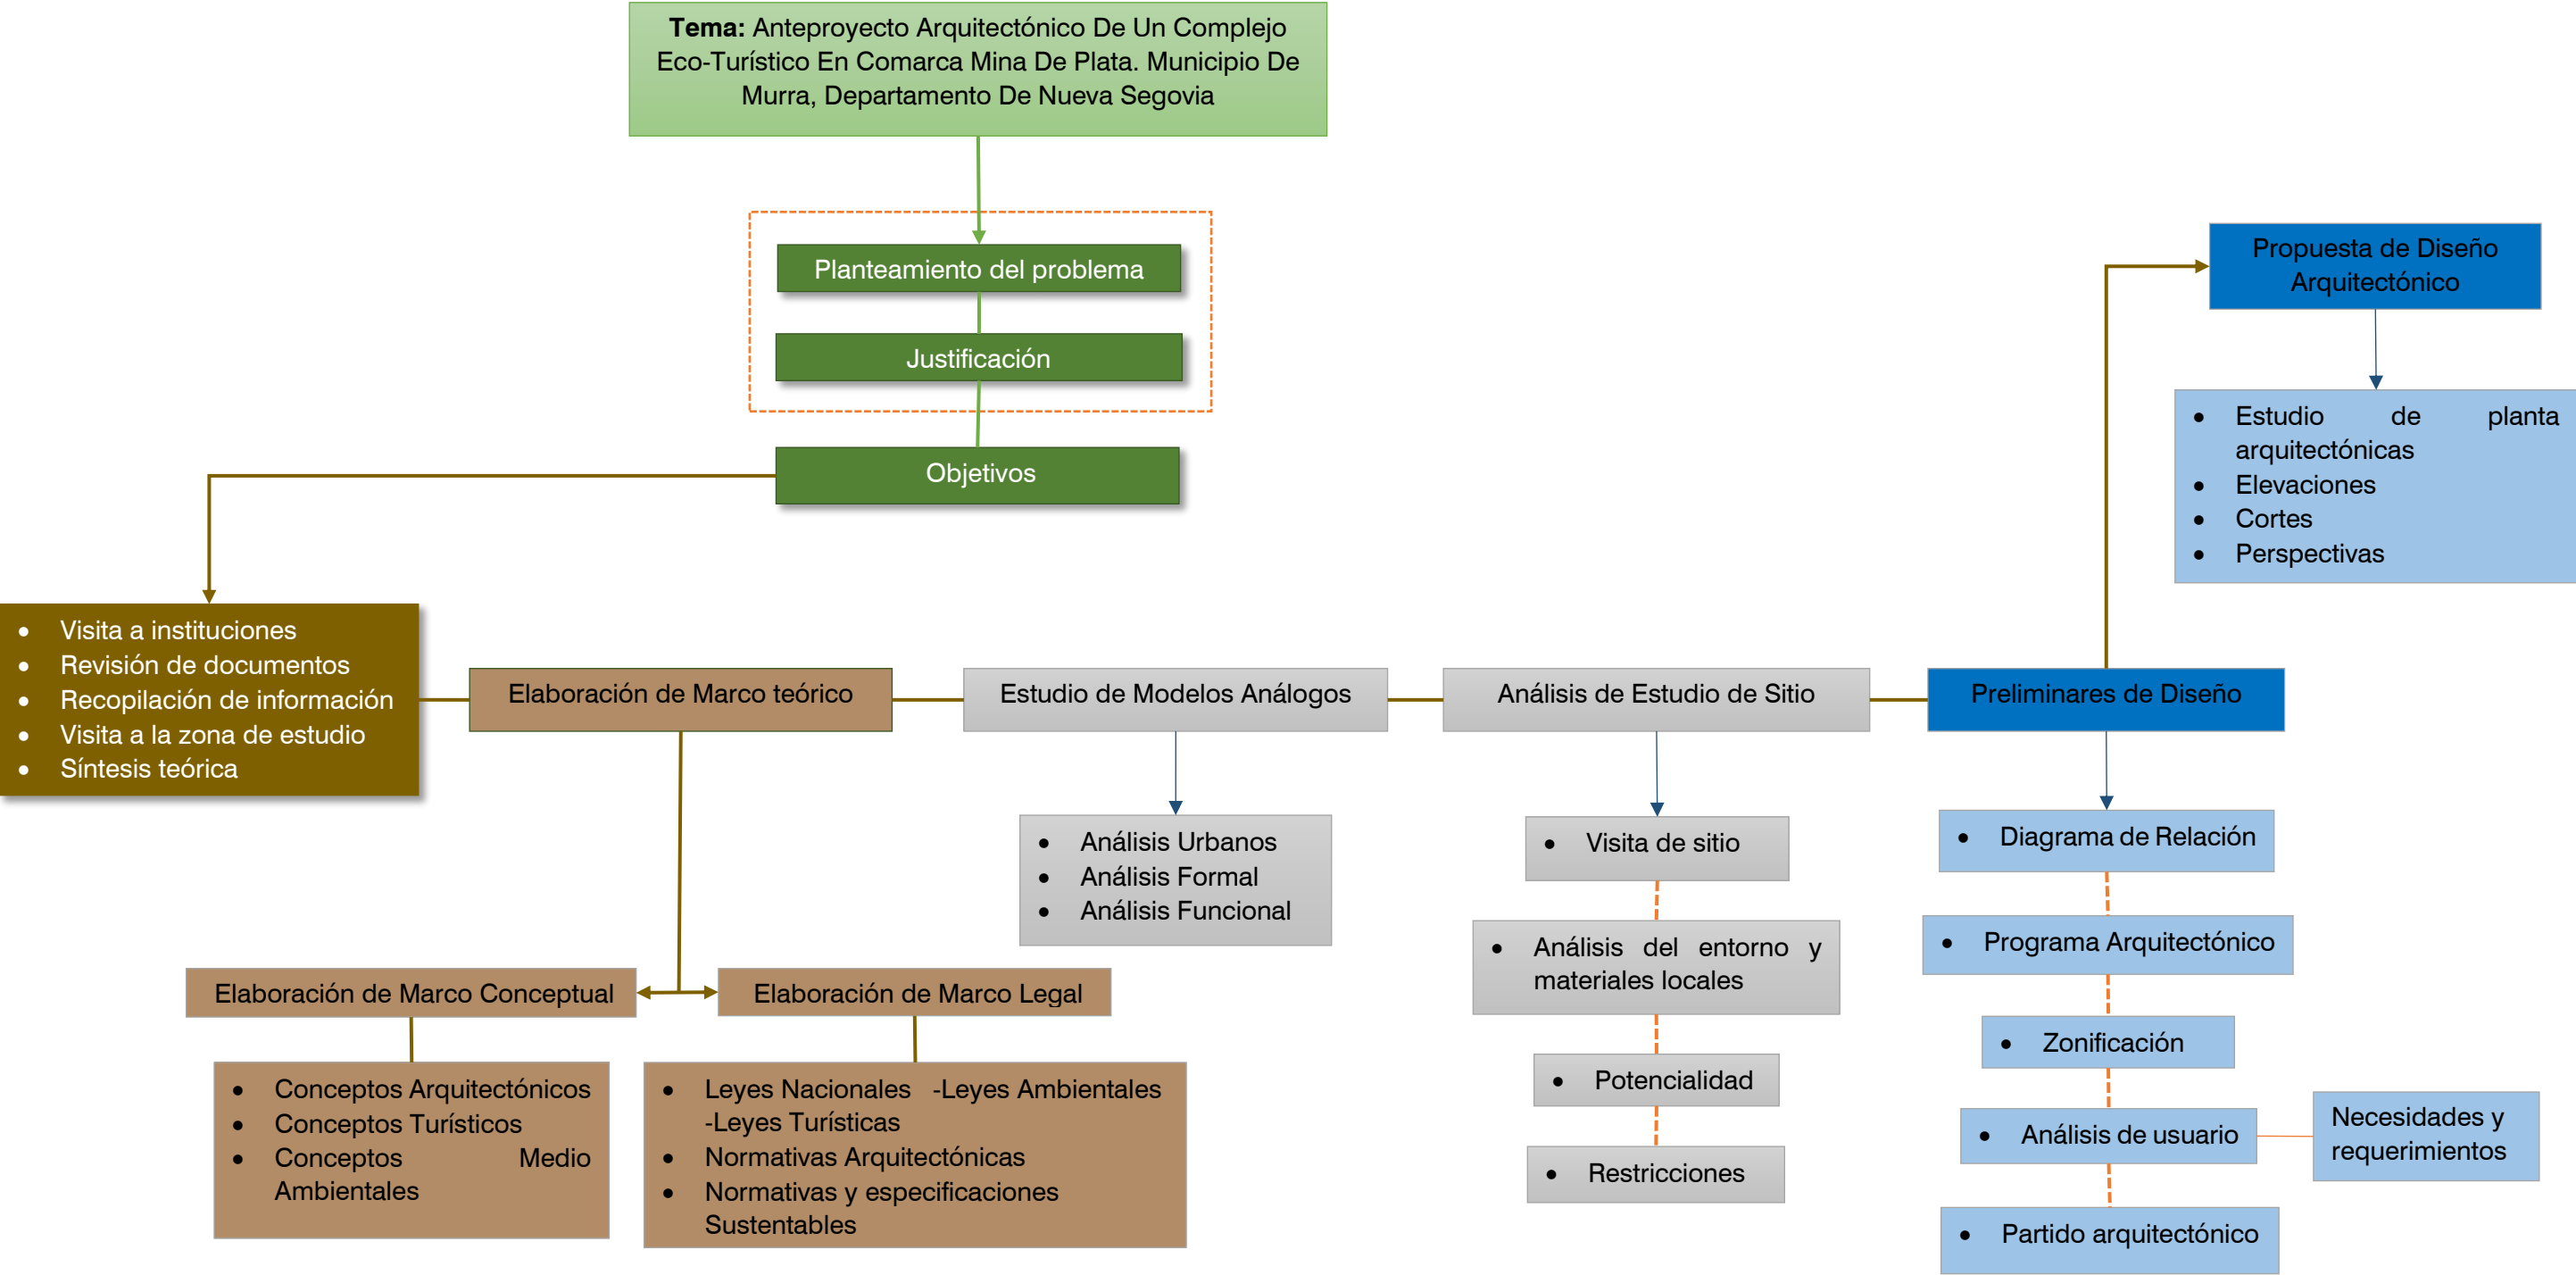 Tema: Anteproyecto Arquitectónico De Un Complejo
Eco-Turístico En Comarca Mina De Plata. Municipio De
Murra, Departamento De Nueva Segovia
Planteamiento del problema
Justificación
Objetivos
Propuesta de Diseño
Arquitectónico
• Estudio de planta
arquitectónicas
• Elevaciones
• Cortes
• Perspectivas
• Visita a instituciones
• Revisión de documentos
• Recopilación de información
• Visita a la zona de estudio
• Síntesis teórica
Elaboración de Marco teórico
Estudio de Modelos Análogos
Análisis de Estudio de Sitio
Preliminares de Diseño
Elaboración de Marco Conceptual
Elaboración de Marco Legal
• Conceptos Arquitectónicos
• Conceptos Turísticos
• Conceptos Medio
Ambientales
• Leyes Nacionales -Leyes Ambientales
-Leyes Turísticas
• Normativas Arquitectónicas
• Normativas y especificaciones
Sustentables
• Análisis Urbanos
• Análisis Formal
• Análisis Funcional
• Visita de sitio
• Análisis del entorno y
materiales locales
• Potencialidad
• Restricciones
• Diagrama de Relación
• Programa Arquitectónico
• Zonificación
• Análisis de usuario
Necesidades y
requerimientos
• Partido arquitectónico